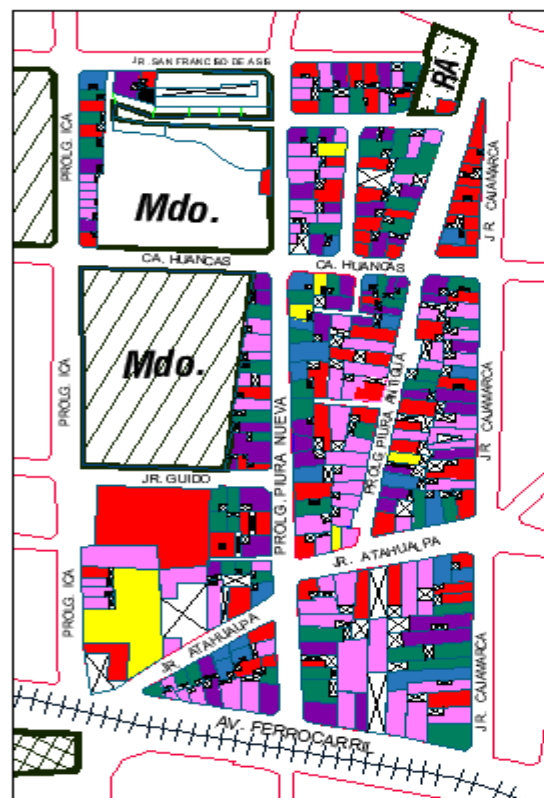 JR. SAN FRANCISO DE ASIS
RA
PROLG. ICA
Mdo.
JR. CAJAMARCA
CA. HUANCAS
CA. HUANCAS
Mdo.
PROLG. ICA
PROLG. PIURA NUEVA
PROLG. PIURA ANTIGUA
JR. CAJAMARCA
JR. GUIDO
JR. ATAHUALPA
PROLG. ICA
JR. ATAHUALPA
JR. CAJAMARCA
AV. FERROCARRIL